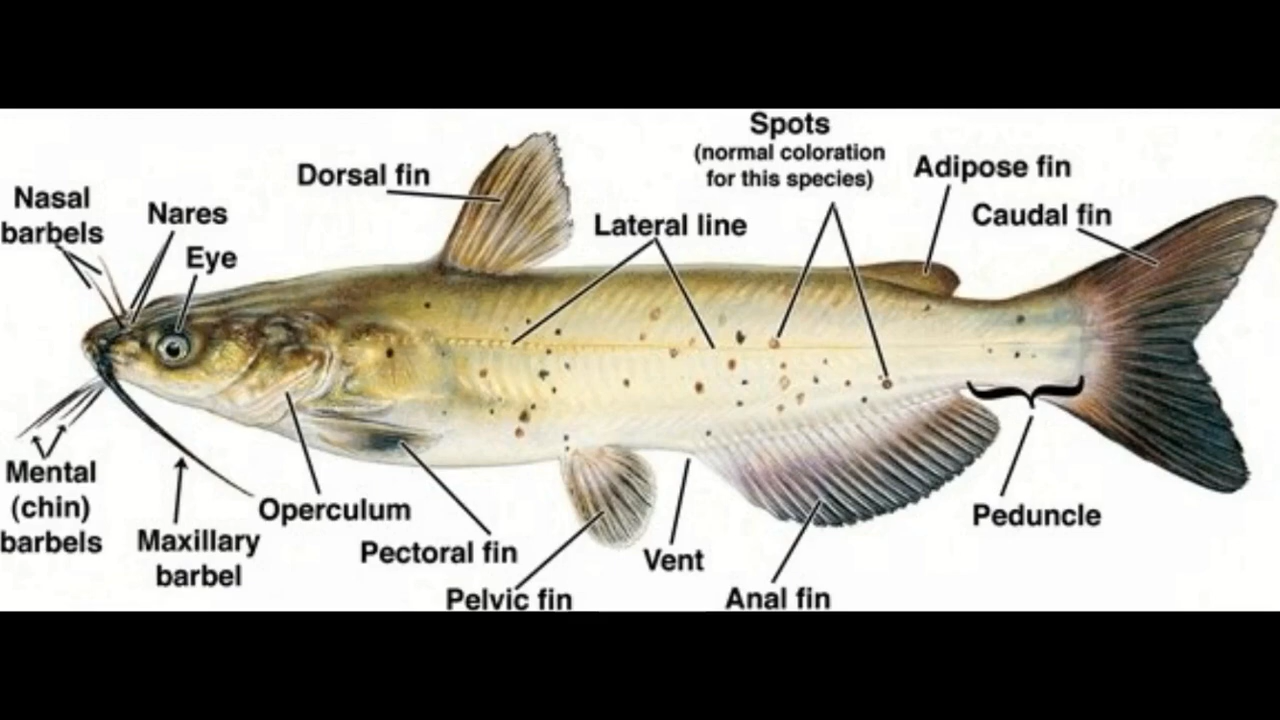 Spots
(normal coloration
for this species)
Adipose fin
Dorsal fin
Nasal
barbels
Nares
Caudal fin
Lateral line
Eye
Mental
(chin)
barbels
Operculum
Peduncle
Maxillary
barbel
Pectoral fin
Vent
Pelvic fin
Anal fin